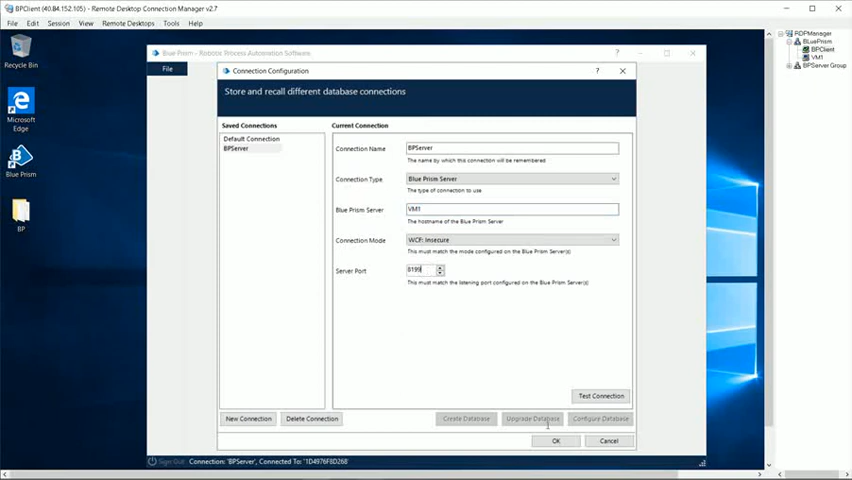 BPClient (40.84.152.105) - Remote Desktop Connection Manager v2.7
File Edit Session View Remote Desktops Tools Help
RDPManager
BLuePrism
BPClient
VM1
BPServer Group
Recycle Bin
Microsoft Edge
Blue Prism
BP
Blue Prism - Robotic Process Automation Software
File
Connection Configuration
Store and recall different database connections
Saved Connections
Default Connection
BPServer
Current Connection
Connection Name BPServer
The name by which this connection will be remembered
Connection Type Blue Prism Server
The type of connection to use
Blue Prism Server VM1
The hostname of the Blue Prism Server
Connection Mode WCF: Insecure
This must match the mode configured on the Blue Prism Server(s)
Server Port 8199
This must match the listening port configured on the Blue Prism Server(s)
Test Connection
New Connection Delete Connection Create Database Upgrade Database Configure Database
OK Cancel
Sign Out Connection: 'BPServer', Connected To: '1D4976F8D268